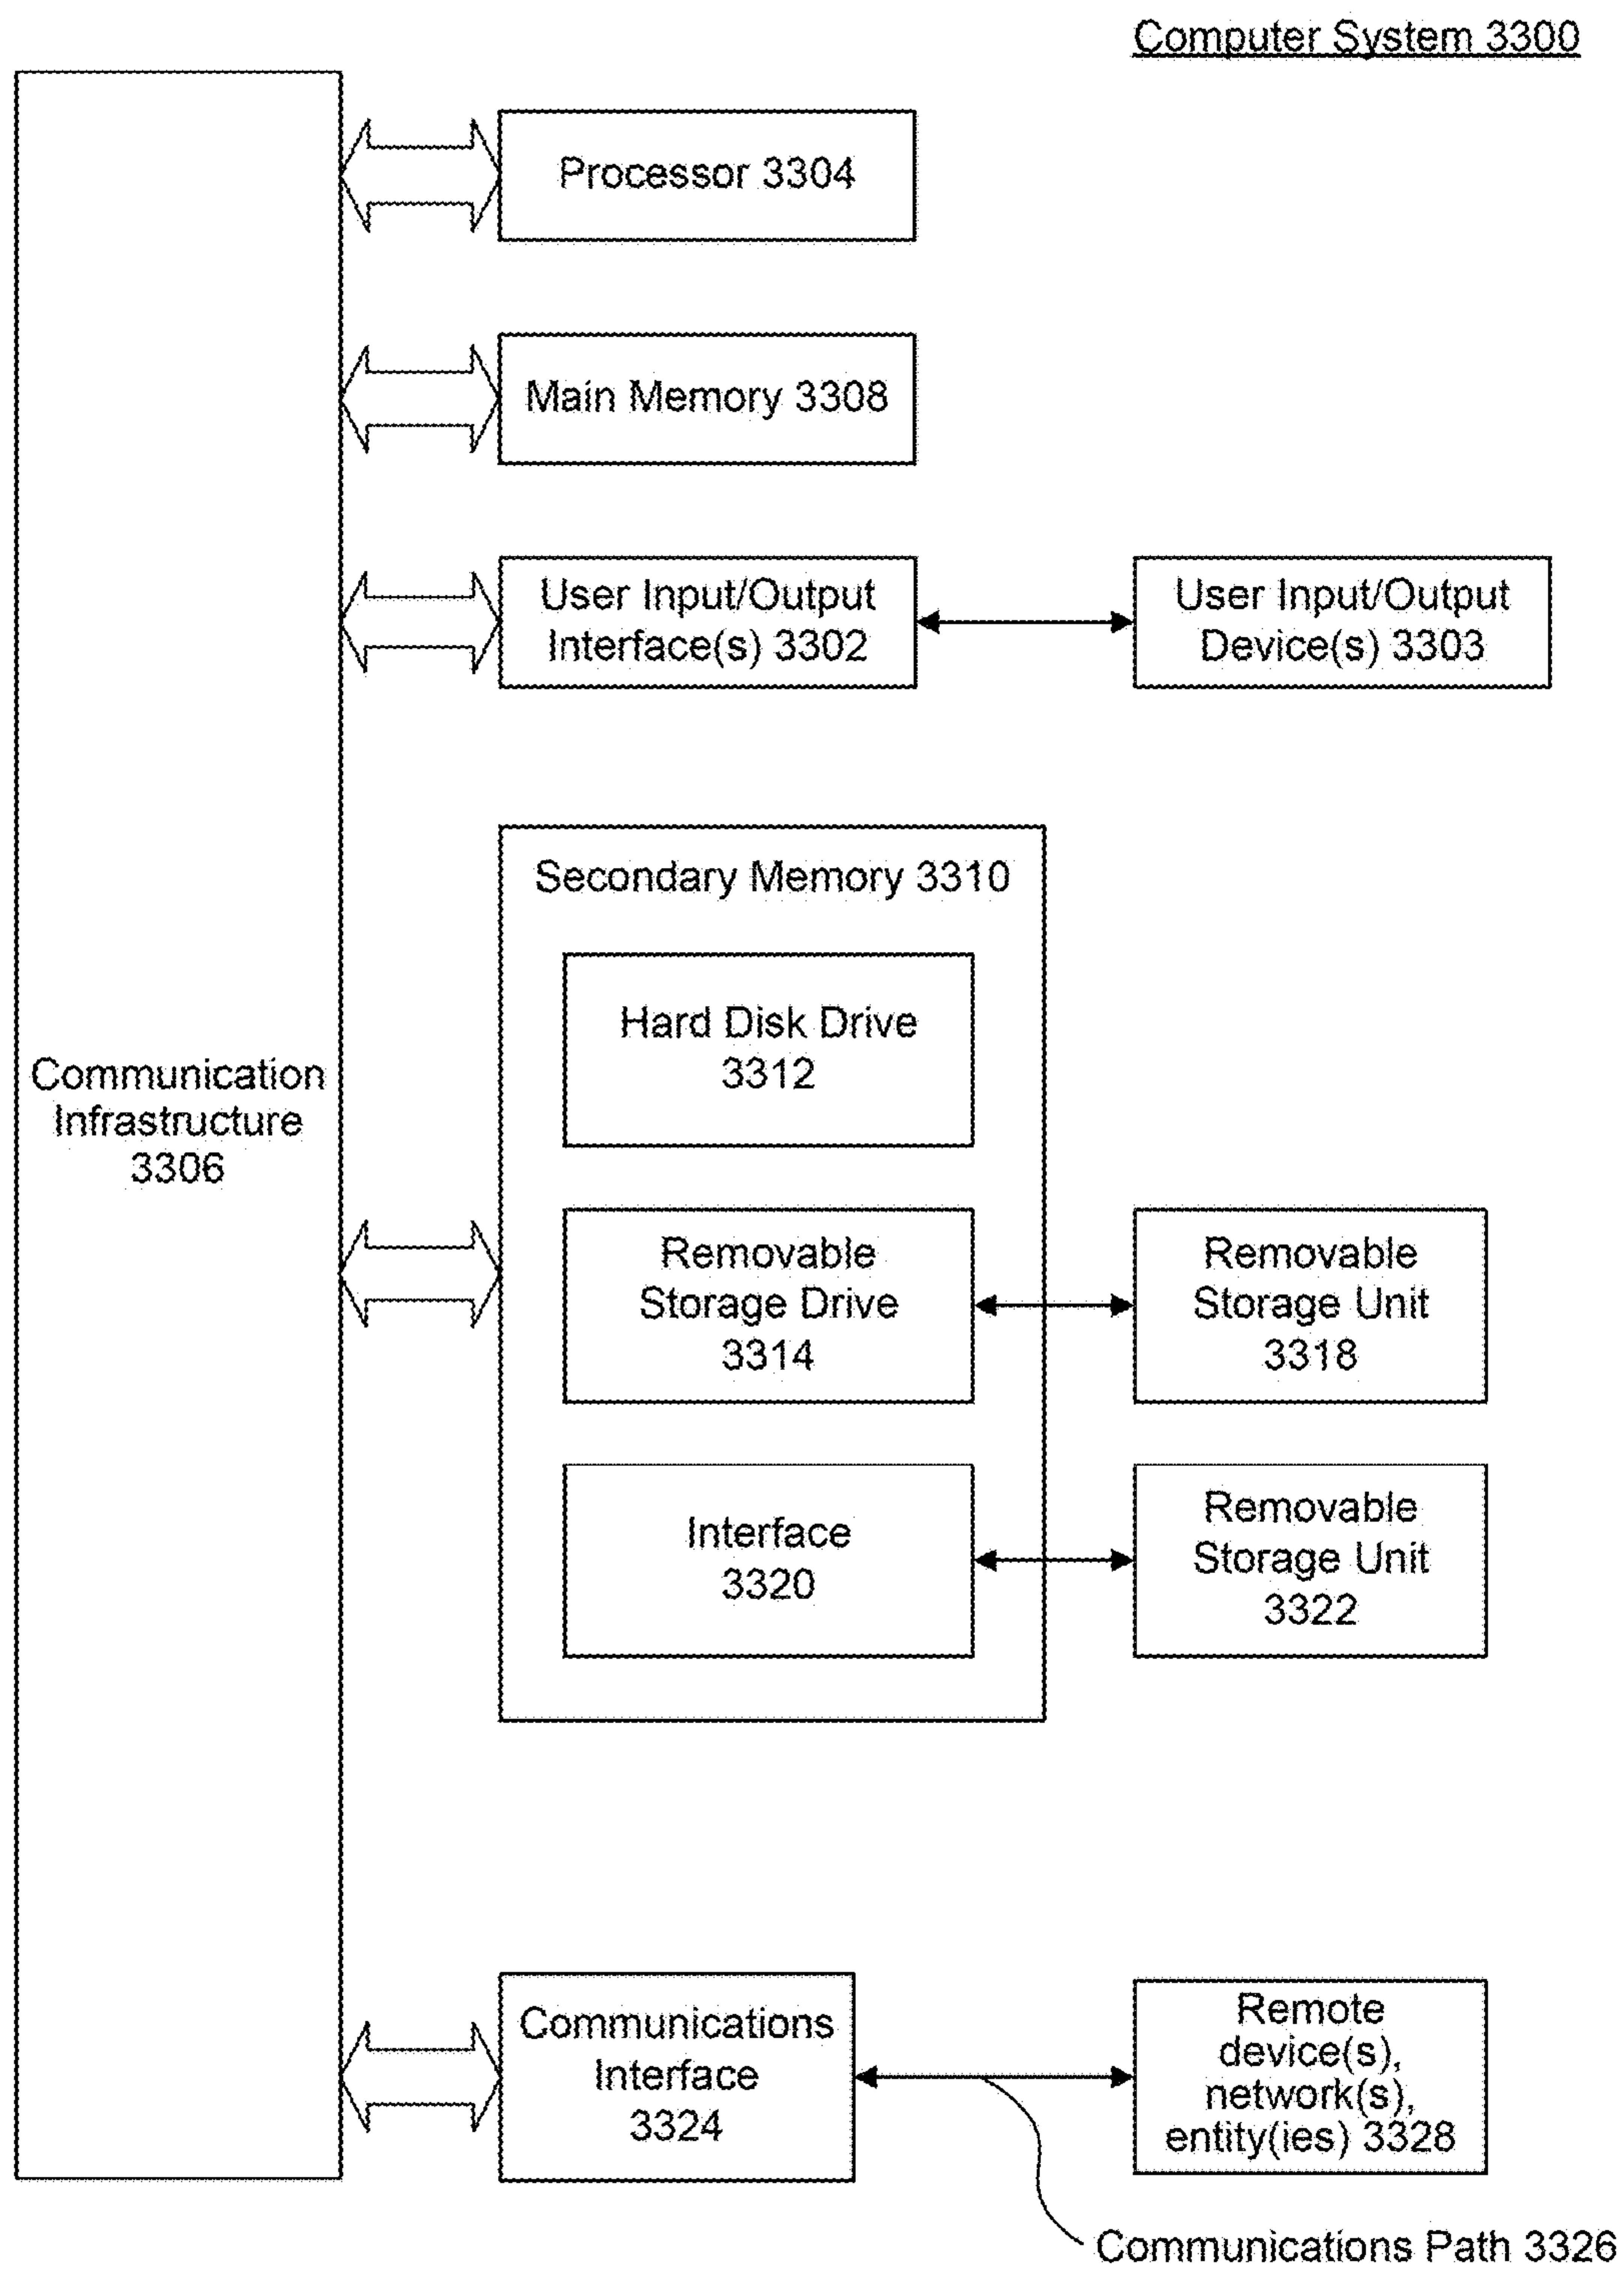 Computer System 3300
Processor 3304
Main Memory 3308
User Input/Output
Interface(s) 3302
User Input/Output
Device(s) 3303
Secondary Memory 3310
Hard Disk Drive
3312
Communication
Infrastructure
3306
Removable
Storage Drive
3314
Removable
Storage Unit
3318
Interface
3320
Removable
Storage Unit
3322
Communications
Interface
3324
Remote
device(s),
network(s),
entity(ies) 3328
Communications Path 3326